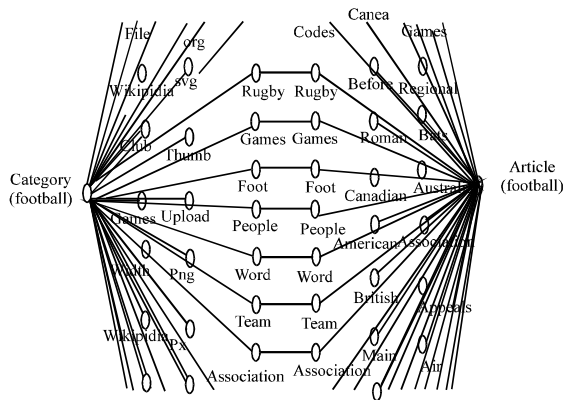 Canea
File
Codes
Games
org
svg
Before
Wikipidia
Rugby
Rugby
Regional
Club
Thumb
Games
Games
Roman
Bats
Category
(football)
Foot
Foot
Canadian
Austral
Article
(football)
Games
Upload
People
People
American
Association
Width
Png
Word
Word
British
Appeals
Wikipidia
Px
Team
Team
Main
Air
Association
Association